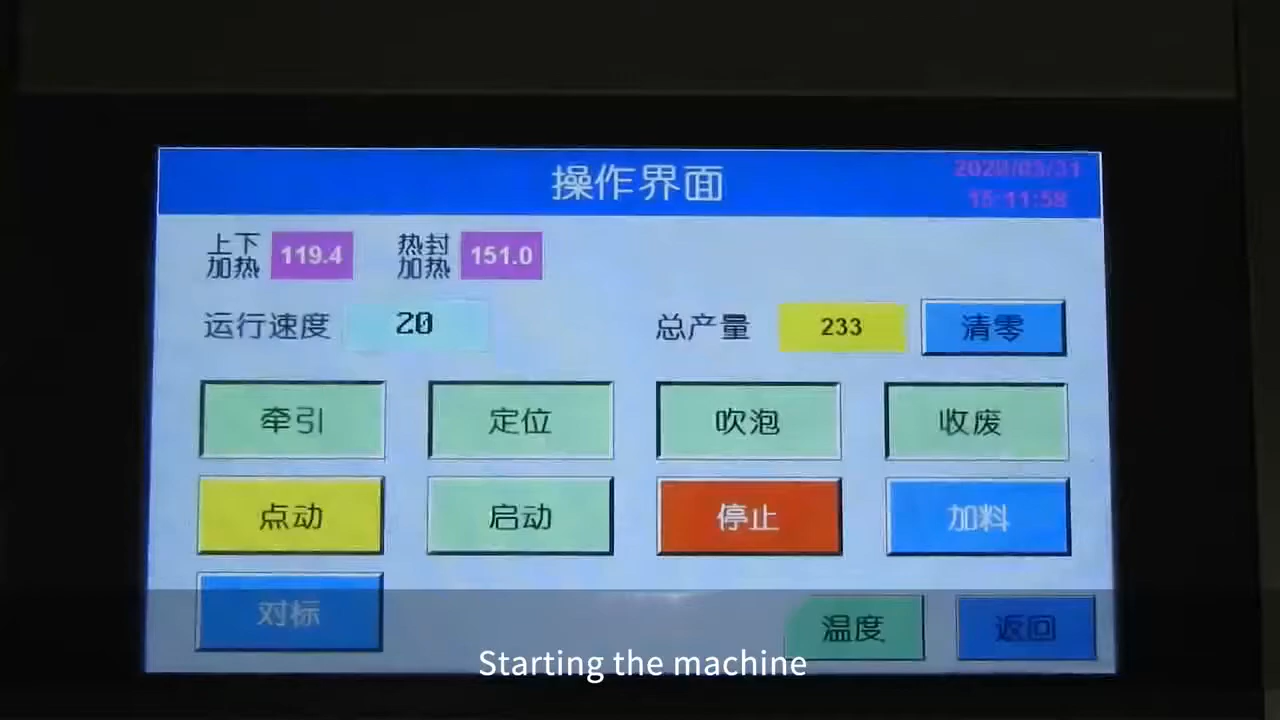 操作界面
2020/03/31
15:11:58
上下
加热
119.4
热封
加热
151.0
运行速度
20
总产量
233
清零
牵引
定位
吹泡
收废
点动
启动
停止
加料
对标
温度
返回
Starting the machine